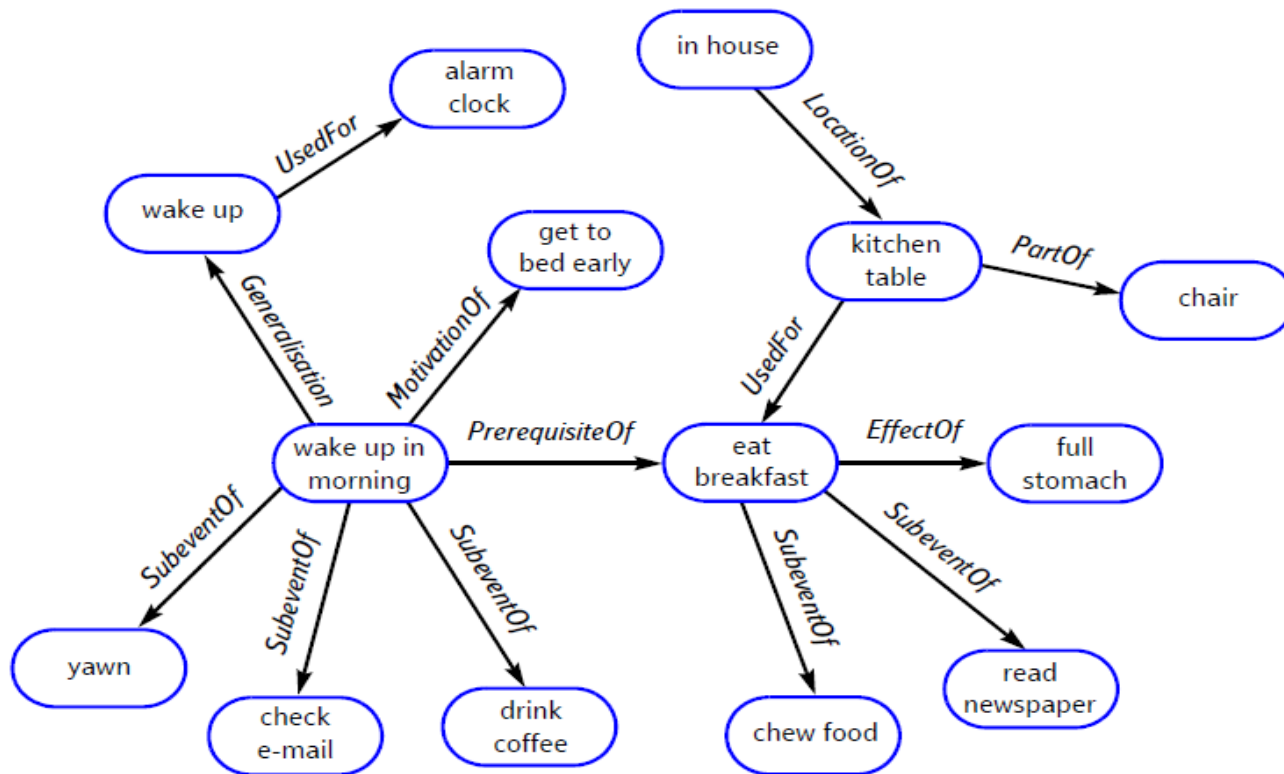 in house
alarm
clock
UsedFor
LocationOf
wake up
get to
bed early
kitchen
table
PartOf
chair
Generalisation
MotivationOf
UsedFor
wake up in
morning
PrerequisiteOf
eat
breakfast
EffectOf
full
stomach
SubeventOf
SubeventOf
SubeventOf
SubeventOf
SubeventOf
yawn
check
e-mail
drink
coffee
chew food
read
newspaper